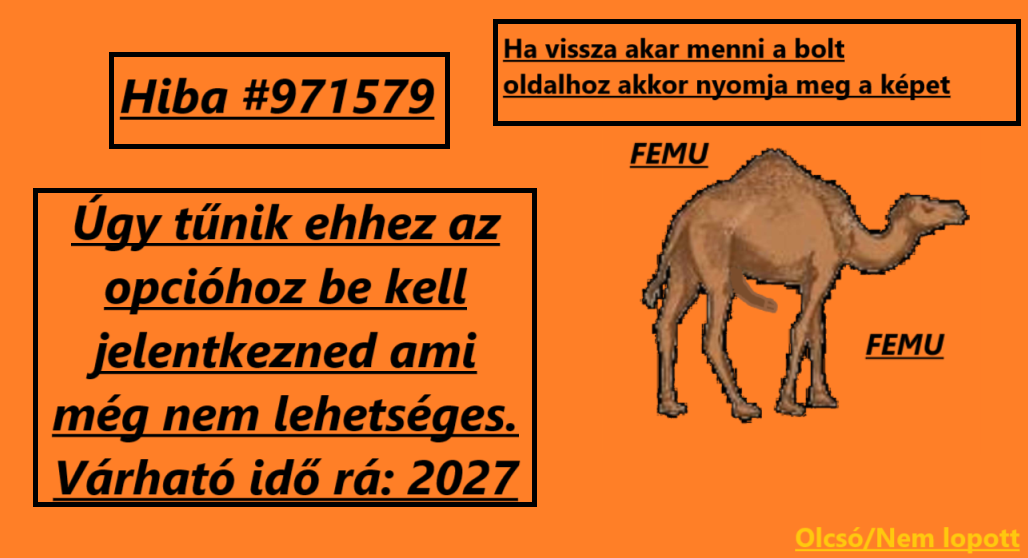 Hiba #971579
Ha vissza akar menni a bolt
oldalhoz akkor nyomja meg a képet
FEMU
Úgy tűnik ehhez az
opcióhoz be kell
jelentkezned ami
még nem lehetséges.
Várható idő rá: 2027
FEMU
Olcsó/Nem lopott